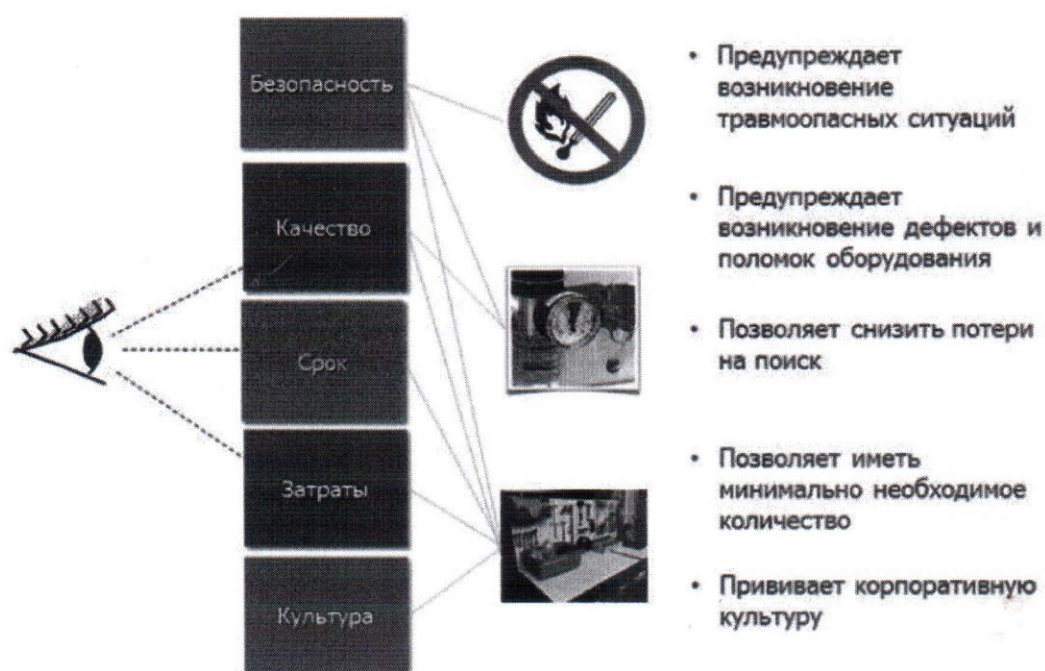 Безопасность
Качество
Срок
Затраты
Культура
• Предупреждает
возникновение
травмоопасных ситуаций
• Предупреждает
возникновение дефектов и
поломок оборудования
• Позволяет снизить потери
на поиск
• Позволяет иметь
минимально необходимое
количество
• Прививает корпоративную
культуру